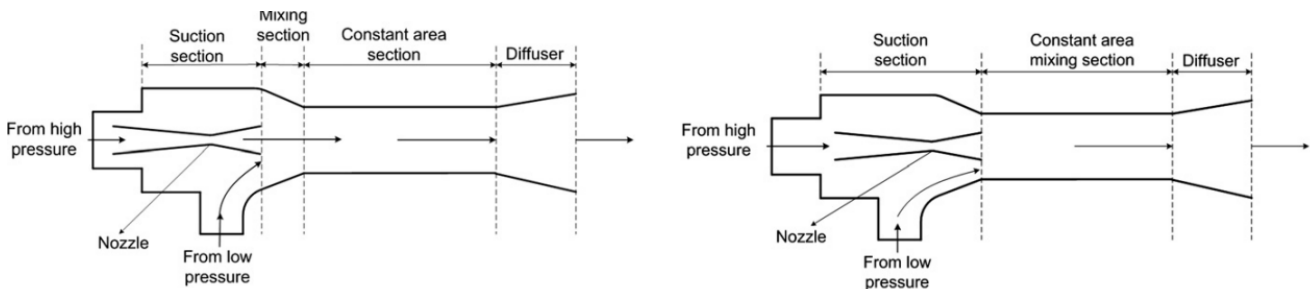 Mixing
section
Suction
section
Constant area
section
Diffuser
From high
pressure
Nozzle
From low
pressure
Suction
section
Constant area
mixing section
Diffuser
From high
pressure
Nozzle
From low
pressure